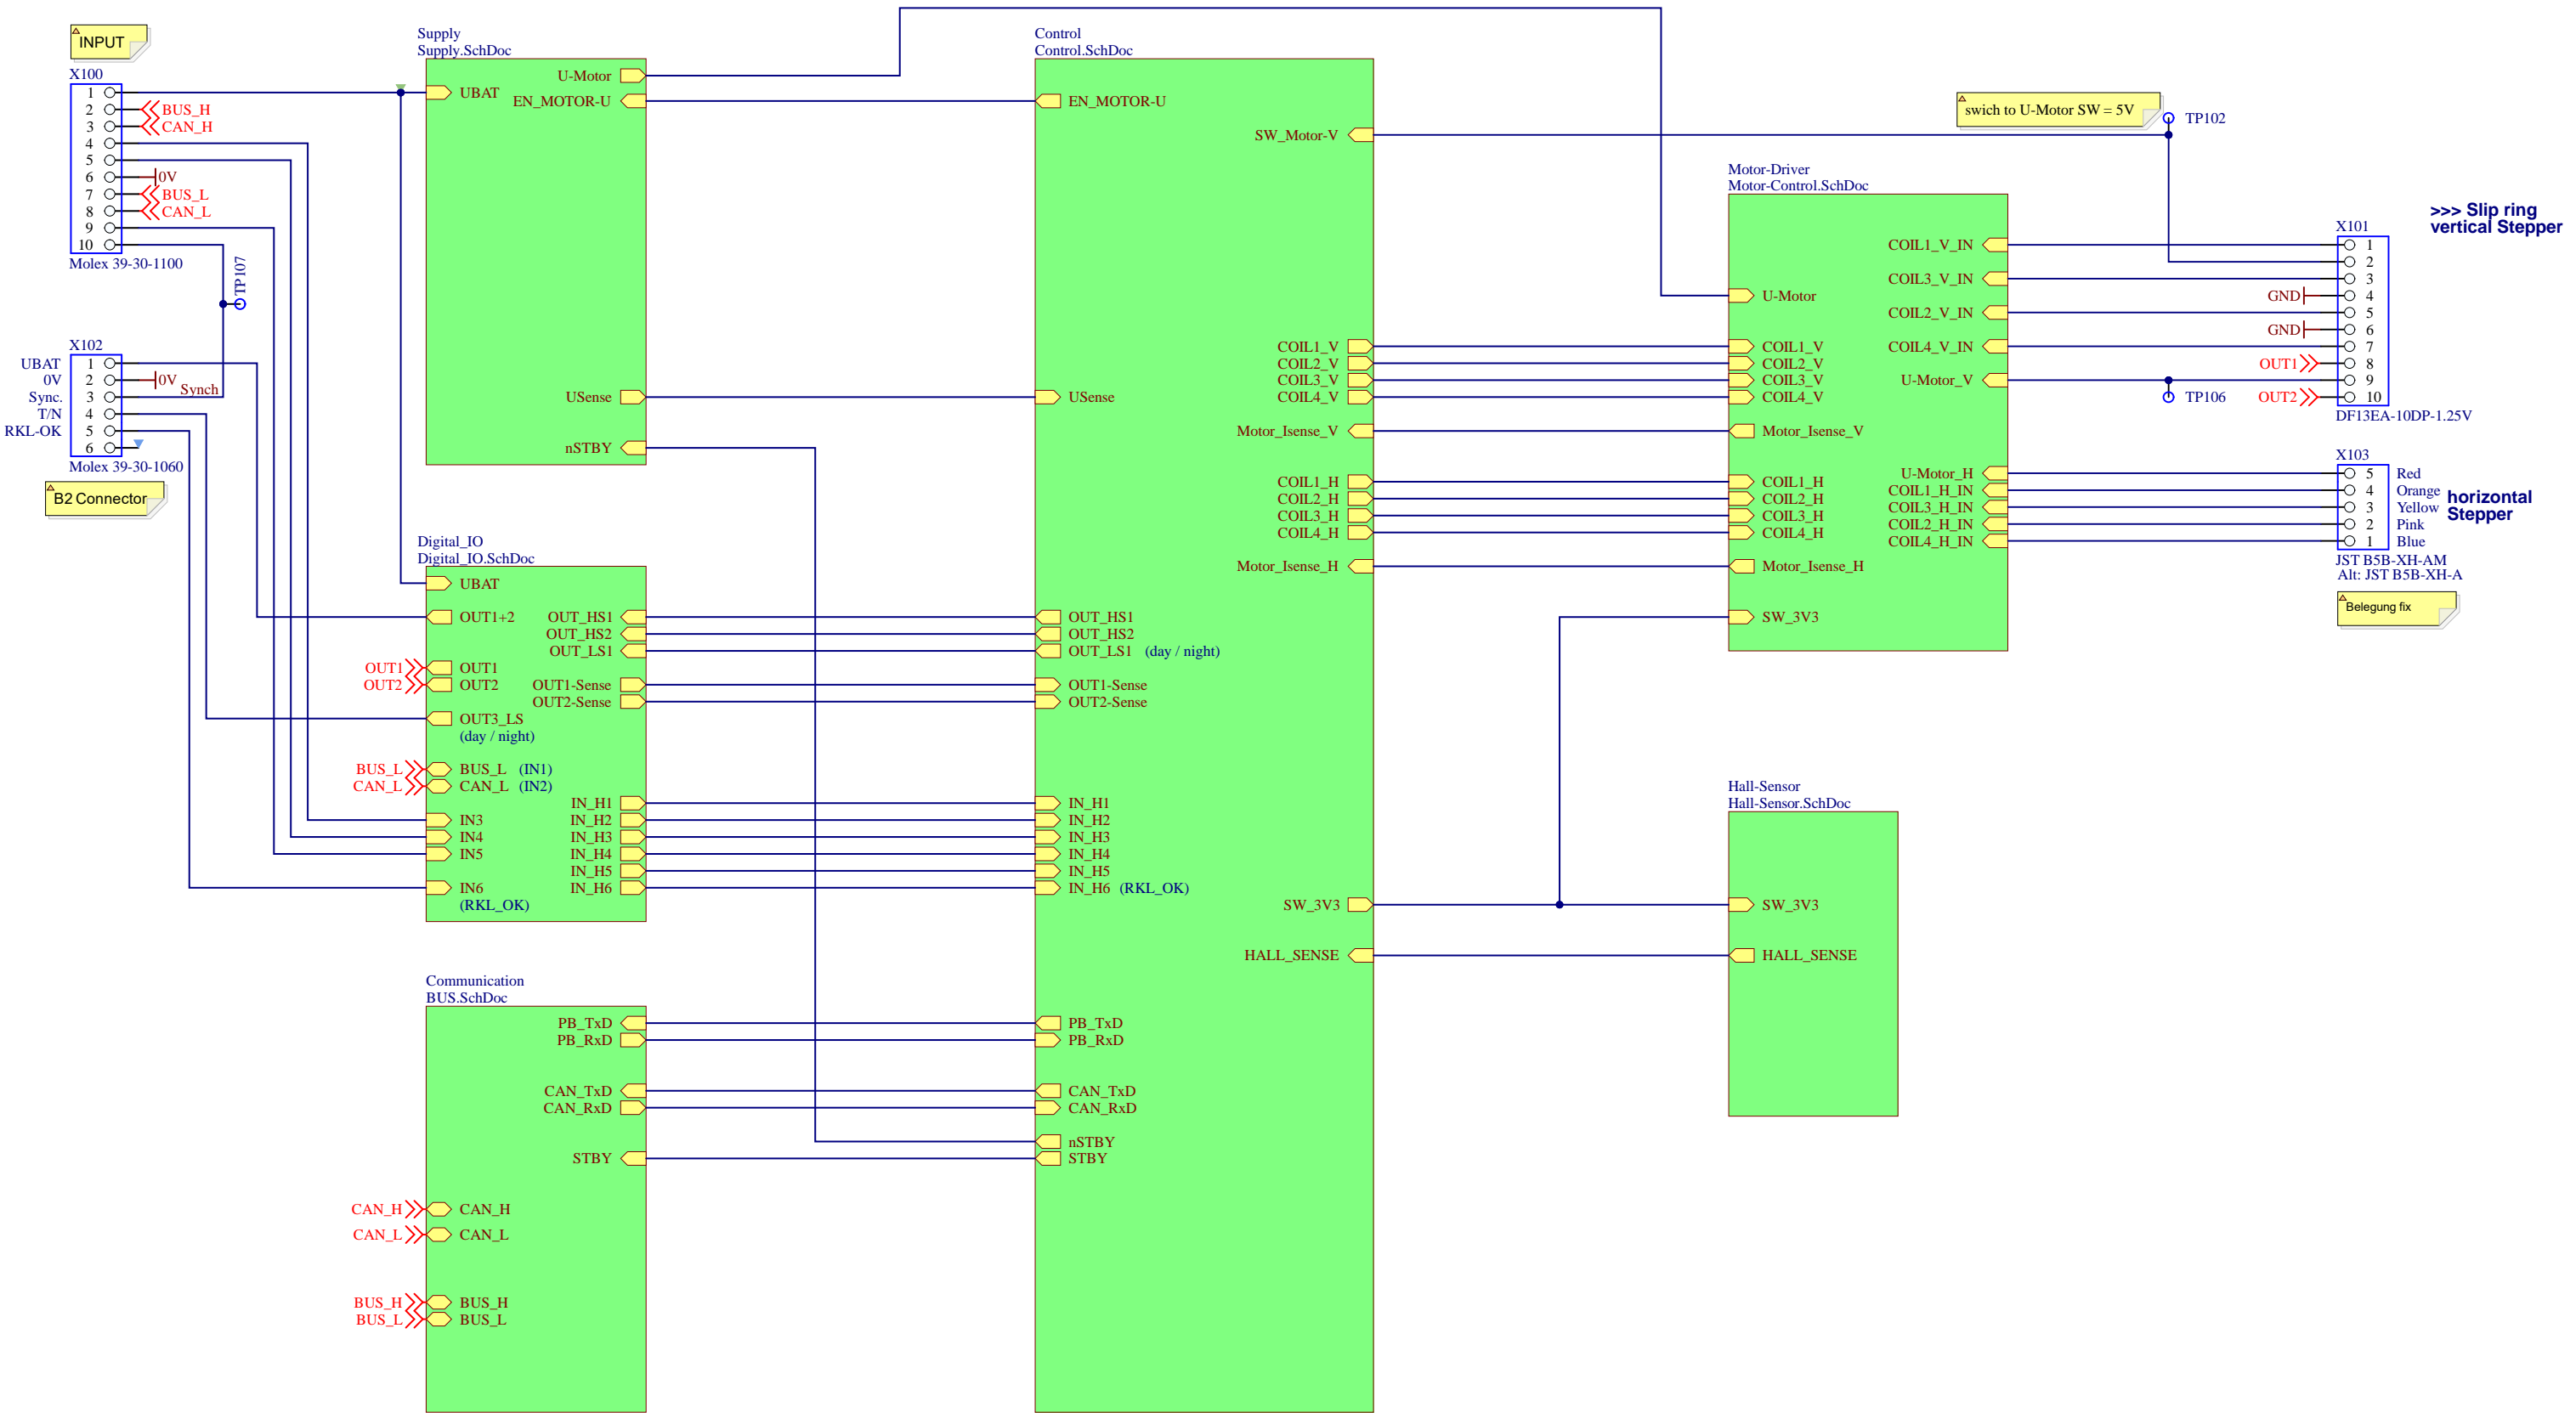 INPUT
X100
1
2 BUS_H
3 CAN_H
4
5
6 0V
7 BUS_L
8 CAN_L
9
10
Molex 39-30-1100
TP107
X102
UBAT 1
0V 2 0V
Sync. 3 Synch
T/N 4
RKL-OK 5
6
Molex 39-30-1060
B2 Connector
Supply
Supply.SchDoc
U-Motor
UBAT
EN_MOTOR-U
USense
nSTBY
Digital_IO
Digital_IO.SchDoc
UBAT
OUT1+2 OUT_HS1
OUT_HS2
OUT_LS1
OUT1 OUT1
OUT2 OUT2 OUT1-Sense
OUT2-Sense
OUT3_LS
(day / night)
BUS_L BUS_L (IN1)
CAN_L CAN_L (IN2)
IN_H1
IN3 IN_H2
IN4 IN_H3
IN5 IN_H4
IN_H5
IN6 IN_H6
(RKL_OK)
Communication
BUS.SchDoc
PB_TxD
PB_RxD
CAN_TxD
CAN_RxD
STBY
CAN_H CAN_H
CAN_L CAN_L
BUS_H BUS_H
BUS_L BUS_L
Control
Control.SchDoc
EN_MOTOR-U
SW_Motor-V
COIL1_V
COIL2_V
COIL3_V
USense COIL4_V
Motor_Isense_V
COIL1_H
COIL2_H
COIL3_H
COIL4_H
Motor_Isense_H
OUT_HS1
OUT_HS2
OUT_LS1 (day / night)
OUT1-Sense
OUT2-Sense
IN_H1
IN_H2
IN_H3
IN_H4
IN_H5
IN_H6 (RKL_OK)
SW_3V3
HALL_SENSE
PB_TxD
PB_RxD
CAN_TxD
CAN_RxD
nSTBY
STBY
swich to U-Motor SW = 5V
TP102
Motor-Driver
Motor-Control.SchDoc
COIL1_V_IN
COIL3_V_IN
U-Motor
COIL2_V_IN
COIL1_V COIL4_V_IN
COIL2_V
COIL3_V U-Motor_V
COIL4_V
Motor_Isense_V
U-Motor_H
COIL1_H COIL1_H_IN
COIL2_H COIL3_H_IN
COIL3_H COIL2_H_IN
COIL4_H COIL4_H_IN
Motor_Isense_H
SW_3V3
TP106
Hall-Sensor
Hall-Sensor.SchDoc
SW_3V3
HALL_SENSE
>>> Slip ring
vertical Stepper
X101
1
2
3
GND 4
5
GND 6
7
OUT1 8
9
OUT2 10
DF13EA-10DP-1.25V
X103
5 Red
4 Orange
3 Yellow
2 Pink
1 Blue
horizontal
Stepper
JST B5B-XH-AM
Alt: JST B5B-XH-A
Belegung fix